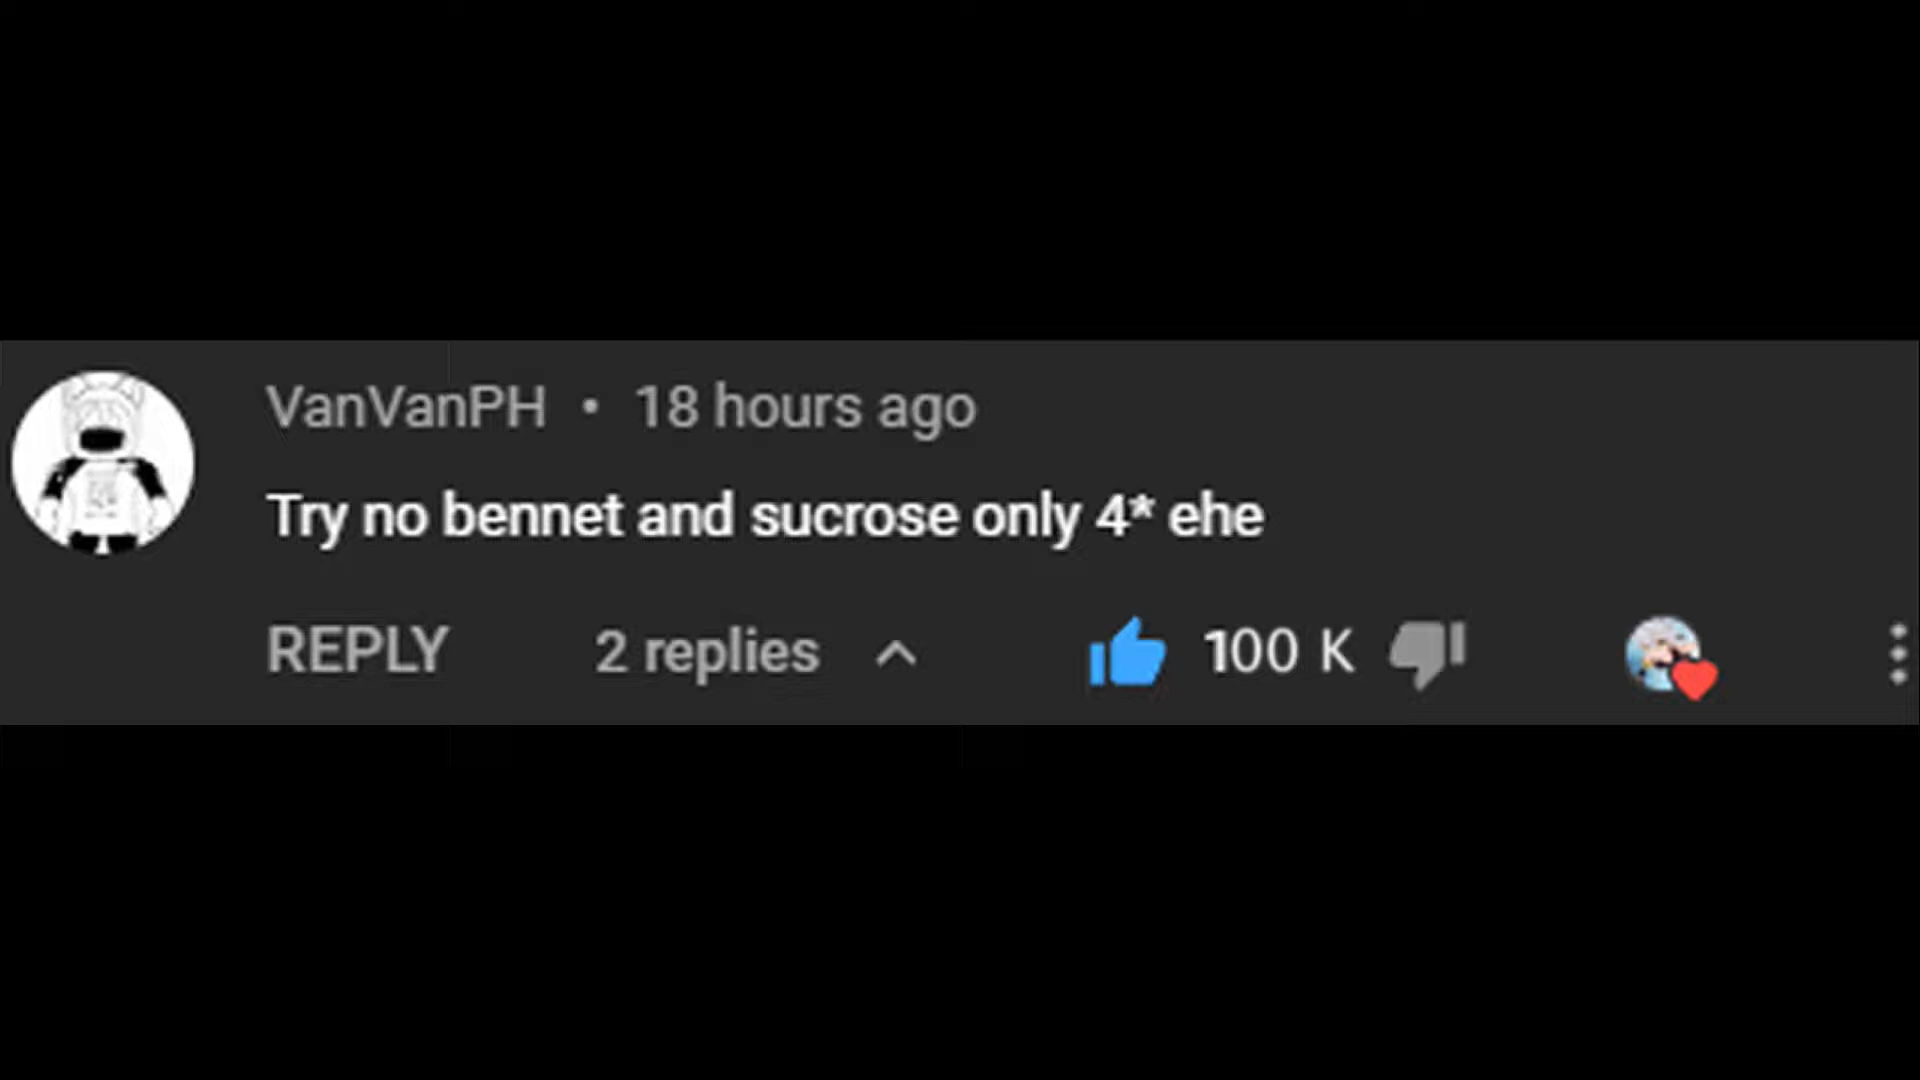 VanVanPH • 18 hours ago
Try no bennet and sucrose only 4* ehe
REPLY 2 replies 100 K